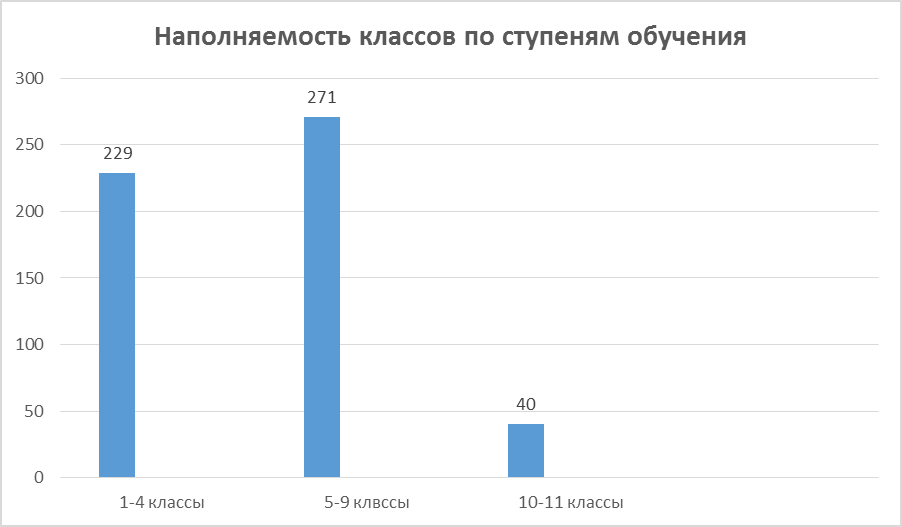 Наполняемость классов по ступеням обучения
300
250
200
150
100
50
0
229
271
40
1-4 классы
5-9 клвссы
10-11 классы